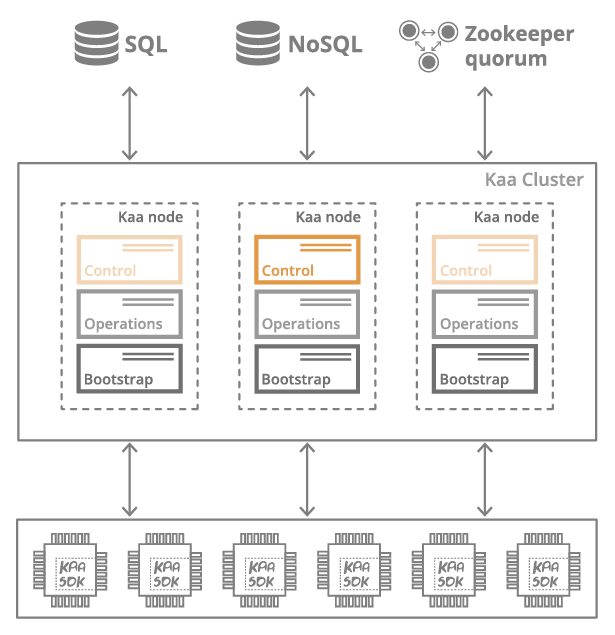 SQL
NoSQL
Zookeeper
quorum
Kaa Cluster
Kaa node
Control
Operations
Bootstrap
Kaa node
Control
Operations
Bootstrap
Kaa node
Control
Operations
Bootstrap
KAA
SDK
KAA
SDK
KAA
SDK
KAA
SDK
KAA
SDK
KAA
SDK